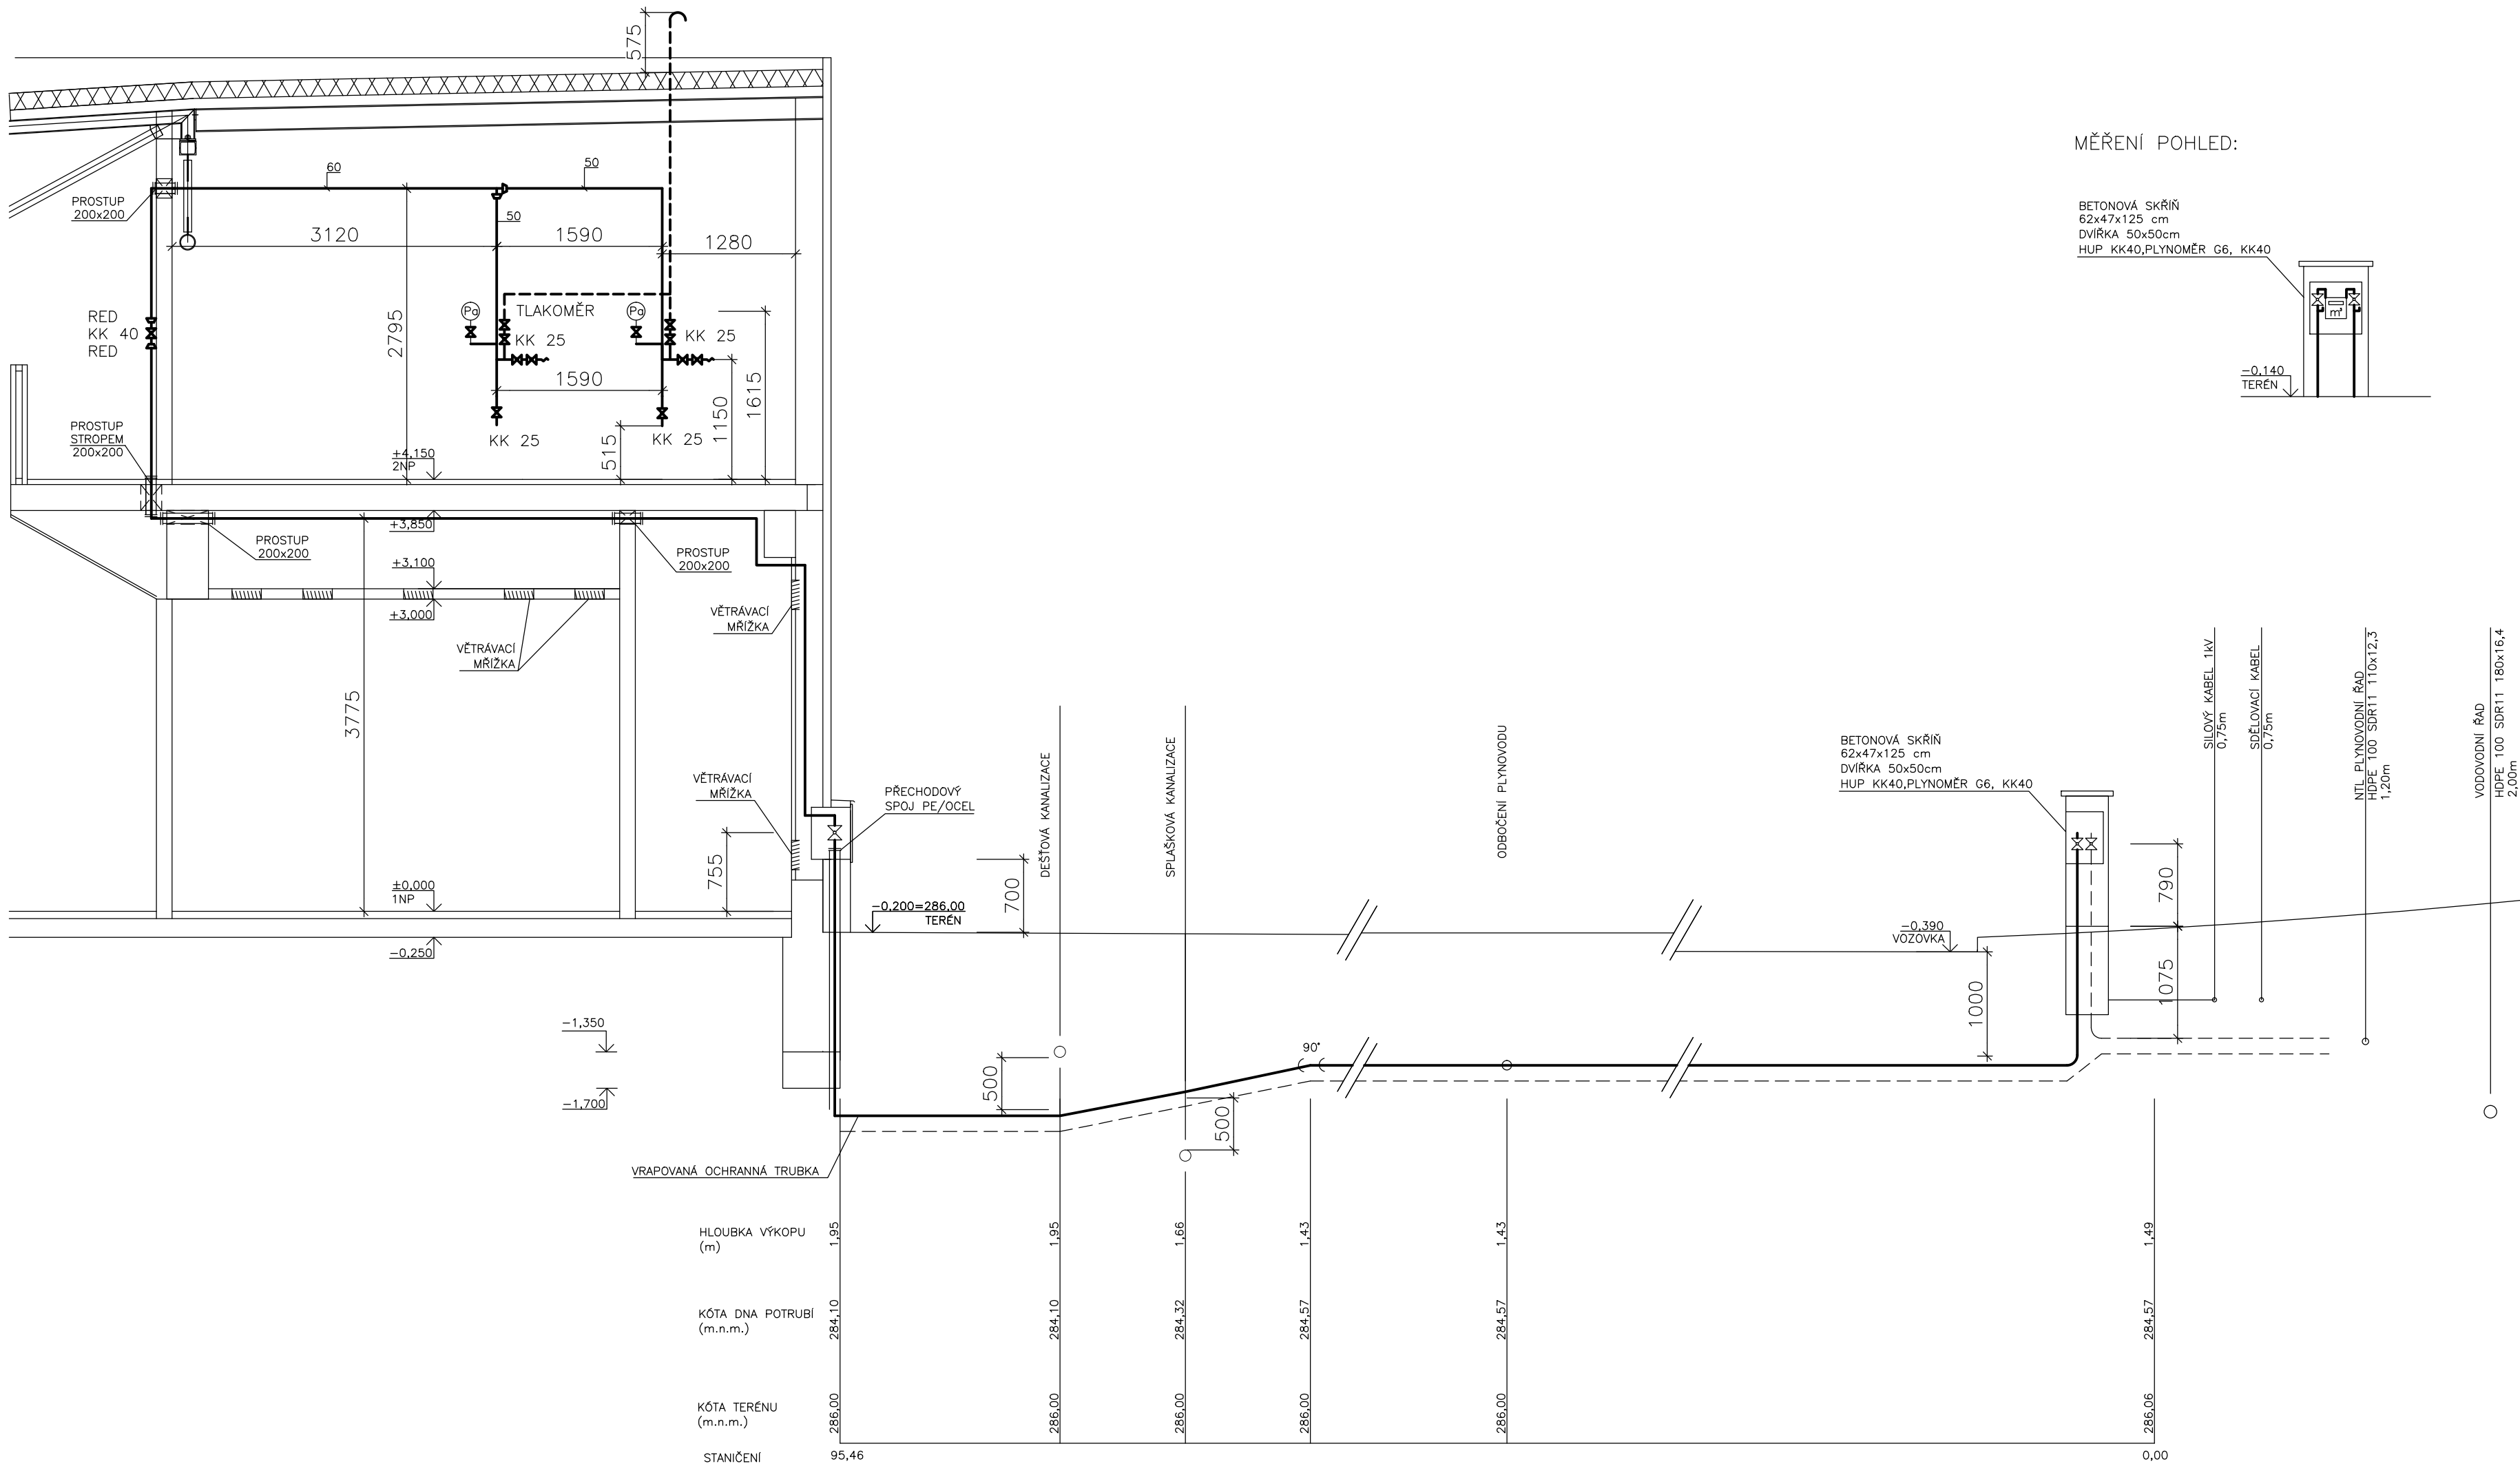 575
MĚŘENÍ POHLED:
60
50
PROSTUP
200x200
50
BETONOVÁ SKŘÍŇ
62x47x125 cm
DVÍŘKA 50x50cm
HUP KK40,PLYNOMĚR G6, KK40
3120
1590
1280
RED
KK 40
RED
2795
Pa
TLAKOMĚR
Pa
KK 25
KK 25
m³
1590
1150
1615
-0,140
TERÉN
PROSTUP
STROPEM
200x200
KK 25
KK 25
515
+4,150
2NP
+3,850
PROSTUP
200x200
PROSTUP
200x200
+3,100
+3,000
VĚTRÁVACÍ
MŘÍŽKA
VĚTRÁVACÍ
MŘÍŽKA
3775
VĚTRÁVACÍ
MŘÍŽKA
PŘECHODOVÝ
SPOJ PE/OCEL
755
700
DEŠŤOVÁ KANALIZACE
SPLAŠKOVÁ KANALIZACE
ODBOČENÍ PLYNOVODU
BETONOVÁ SKŘÍŇ
62x47x125 cm
DVÍŘKA 50x50cm
HUP KK40,PLYNOMĚR G6, KK40
SILOVÝ KABEL 1kV
0,75m
SDĚLOVACÍ KABEL
0,75m
NTL PLYNOVODNÍ ŘAD
HDPE 100 SDR11 110x12,3
1,20m
VODOVODNÍ ŘAD
HDPE 100 SDR11 180x16,4
2,00m
±0,000
1NP
-0,200=286,00
TERÉN
-0,250
-0,390
VOZOVKA
790
1075
1000
-1,350
-1,700
500
500
90°
VRAPOVANÁ OCHRANNÁ TRUBKA
HLOUBKA VÝKOPU
(m)
1,95
1,95
1,66
1,43
1,43
1,49
KÓTA DNA POTRUBÍ
(m.n.m.)
284,10
284,10
284,32
284,57
284,57
284,57
KÓTA TERÉNU
(m.n.m.)
286,00
286,00
286,00
286,00
286,00
286,06
STANIČENÍ
95,46
0,00